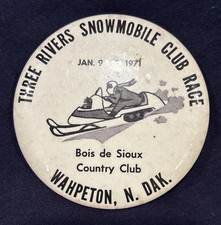 THREE RIVERS SNOWMOBILE CLUB RACE
JAN. 9 1971
Bois de Sioux
Country Club
WAHPETON, N. DAK.